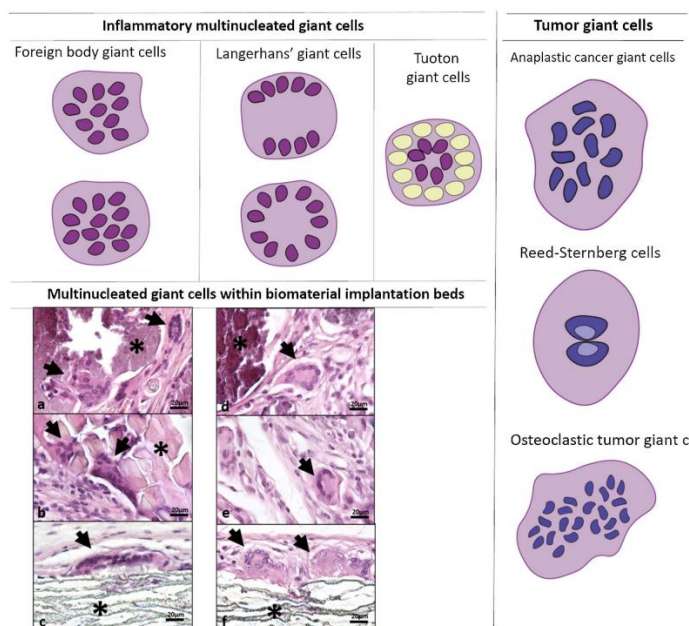 Inflammatory multinucleated giant cells
Foreign body giant cells
Langerhans' giant cells
Tuoton
giant cells
Multinucleated giant cells within biomaterial implantation beds
*
20µm
a
*
20µm
d
*
20µm
b
20µm
e
*
20µm
c
*
20µm
f
Tumor giant cells
Anaplastic cancer giant cells
Reed-Sternberg cells
Osteoclastic tumor giant c